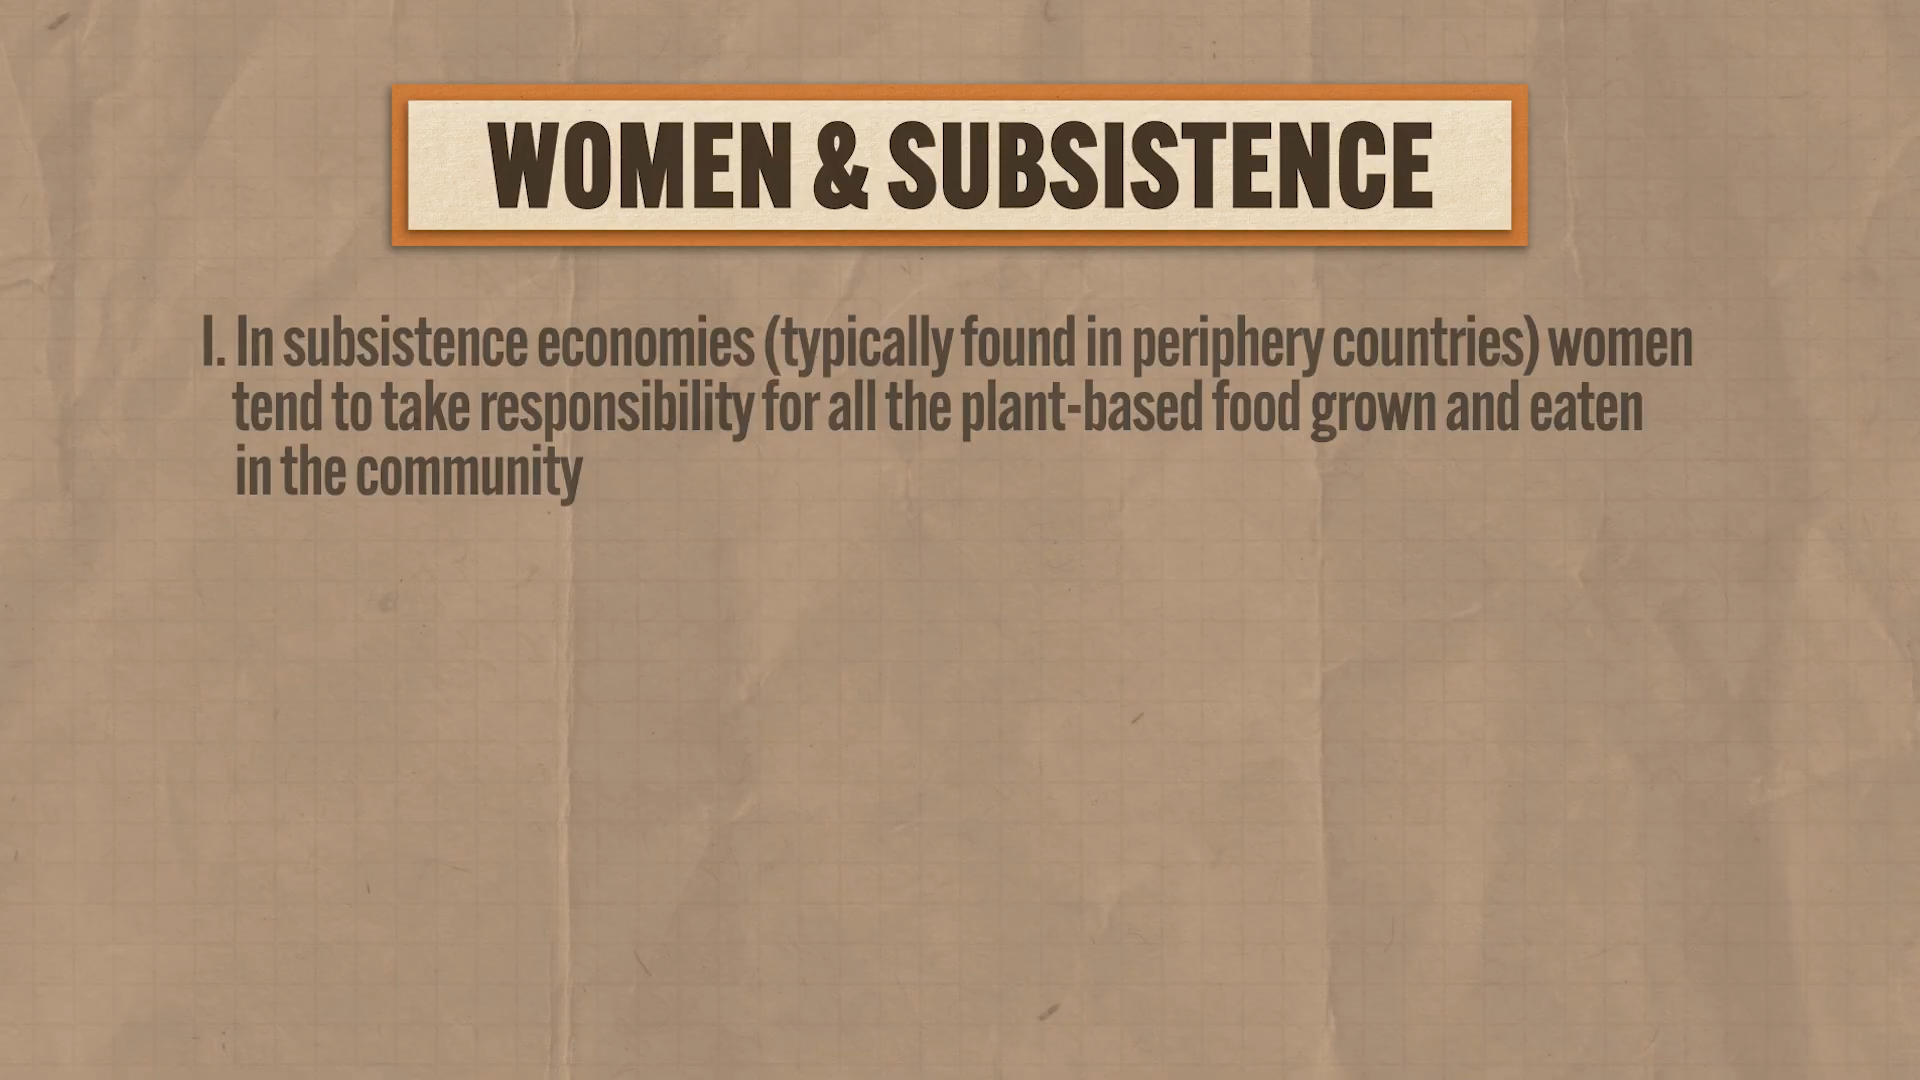 WOMEN & SUBSISTENCE
I. In subsistence economies (typically found in periphery countries) women
tend to take responsibility for all the plant-based food grown and eaten
in the community